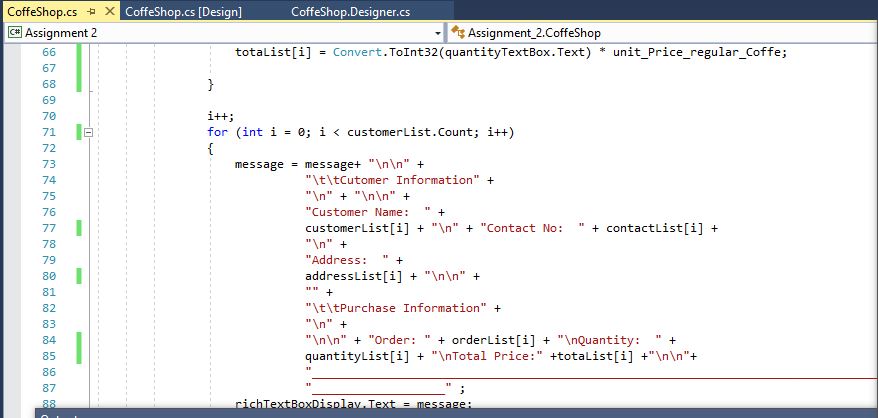 CoffeShop.cs CoffeShop.cs [Design] CoffeShop.Designer.cs
C# Assignment 2 Assignment_2.CoffeShop
66 totaList[i] = Convert.ToInt32(quantityTextBox.Text) * unit_Price_regular_Coffe;
67
68 }
69
70 i++;
71 for (int i = 0; i < customerList.Count; i++)
72 {
73 message = message+ "\n\n" +
74 "\t\tCutomer Information" +
75 "\n" + "\n\n" +
76 "Customer Name:  " +
77 customerList[i] + "\n" + "Contact No:  " + contactList[i] +
78 "\n" +
79 "Address:  " +
80 addressList[i] + "\n\n" +
81 "" +
82 "\t\tPurchase Information" +
83 "\n" +
84 "\n\n" + "Order: " + orderList[i] + "\nQuantity:  " +
85 quantityList[i] + "\nTotal Price:" +totaList[i] +"\n\n"+
86 "______________________________________________________________________________
87 "__________________" ;
88 richTextBoxDisplay.Text = message;